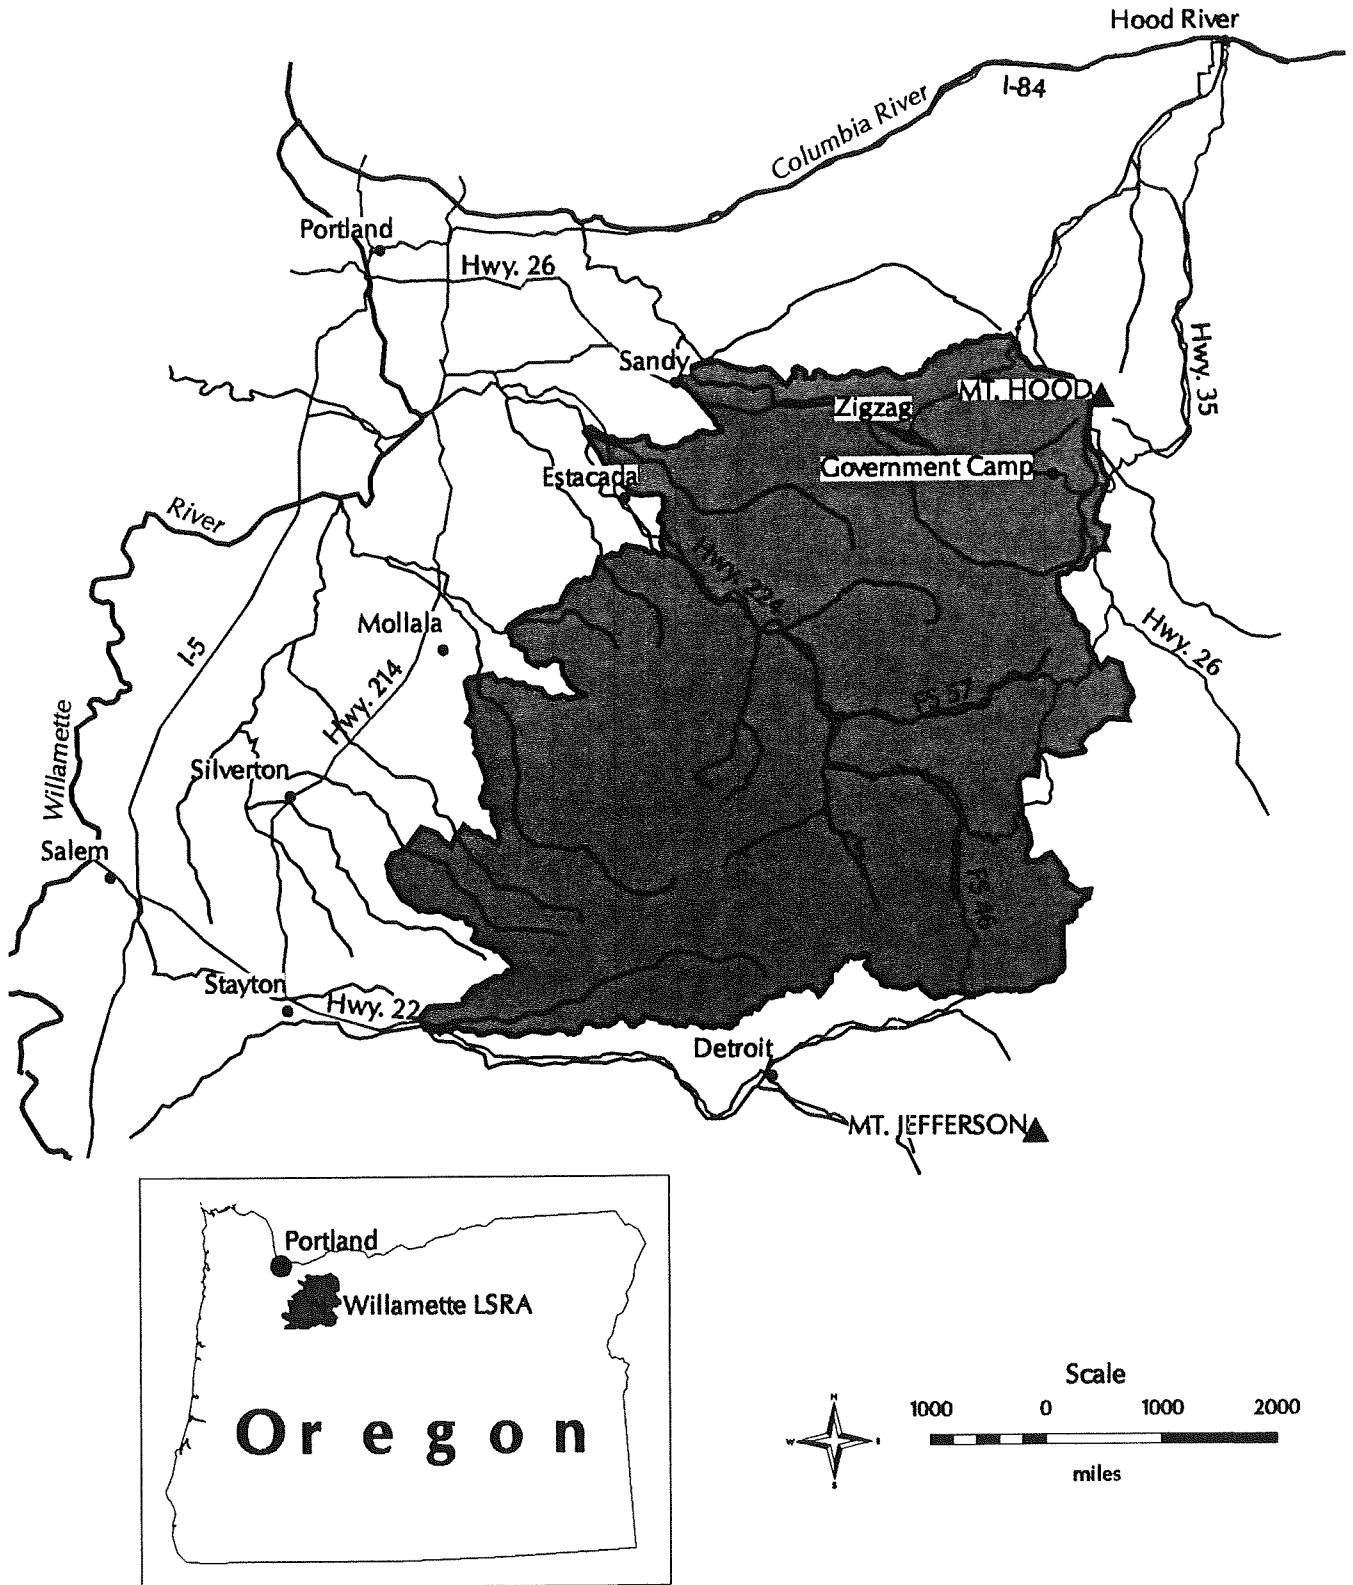 Hood River
I-84
Columbia River
Portland
Hwy. 26
Sandy
MT. HOOD
Hwy. 35
Zigzag
Government Camp
Estacada
River
Hwy. 224
Mollala
Hwy. 26
I-5
Hwy. 214
FS 57
Willamette
Silverton
Salem
FS 46
Stayton
Hwy. 22
Detroit
MT. JEFFERSON
Portland
Willamette LSRA
Oregon
Scale
1000 0 1000 2000
miles
N
W
S